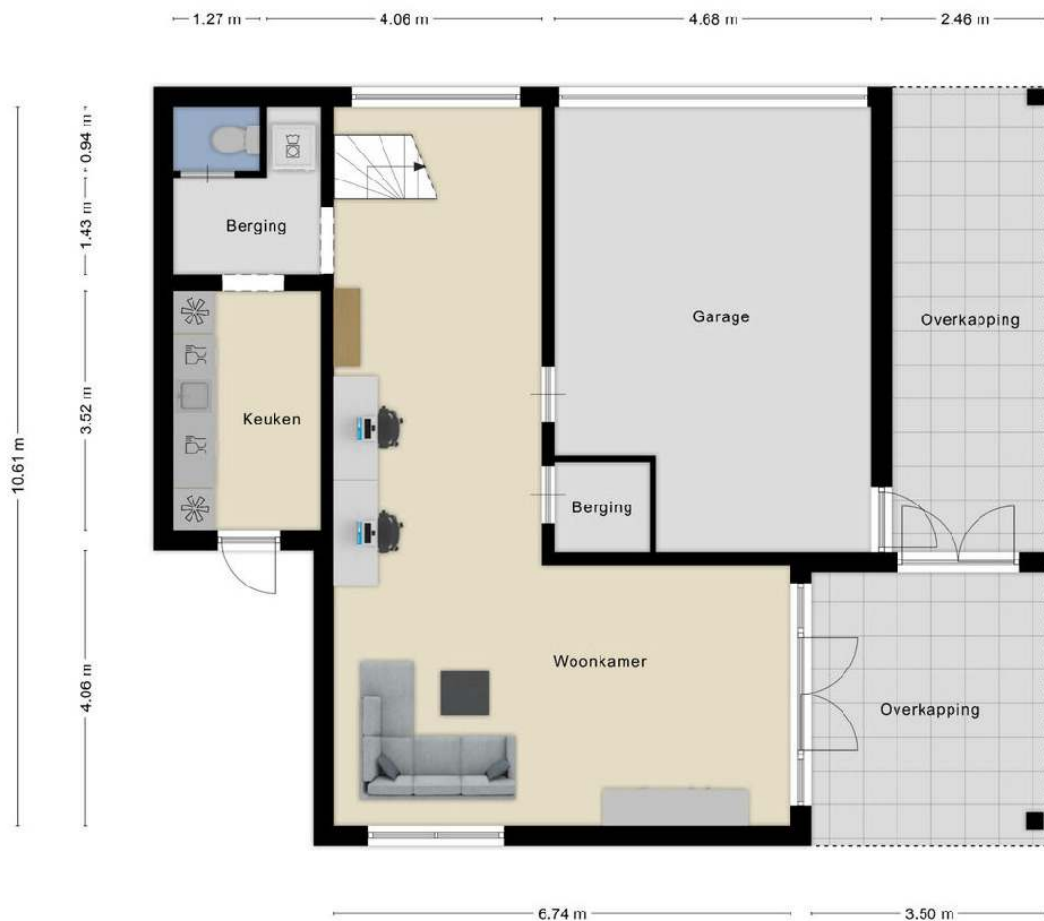 1.27 m
4.06 m
4.68 m
2.46 m
10.61 m
0.94 m
1.43 m
3.52 m
4.06 m
Berging
Garage
Overkapping
Keuken
Berging
Woonkamer
Overkapping
6.74 m
3.50 m